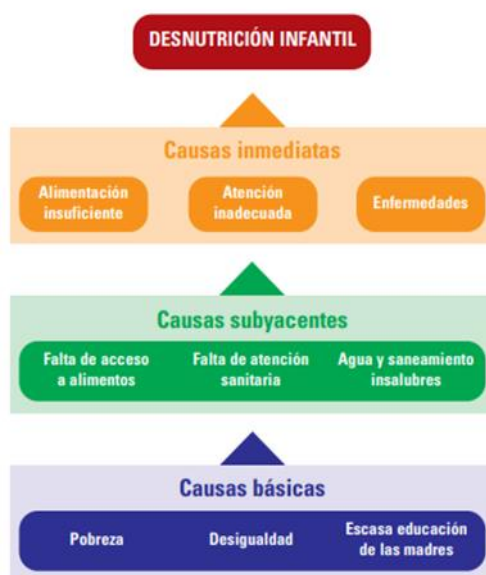 DESNUTRICIÓN INFANTIL
Causas inmediatas
Alimentación
insuficiente
Atención
inadecuada
Enfermedades
Causas subyacentes
Falta de acceso
a alimentos
Falta de atención
sanitaria
Agua y saneamiento
insalubres
Causas básicas
Pobreza
Desigualdad
Escasa educación
de las madres